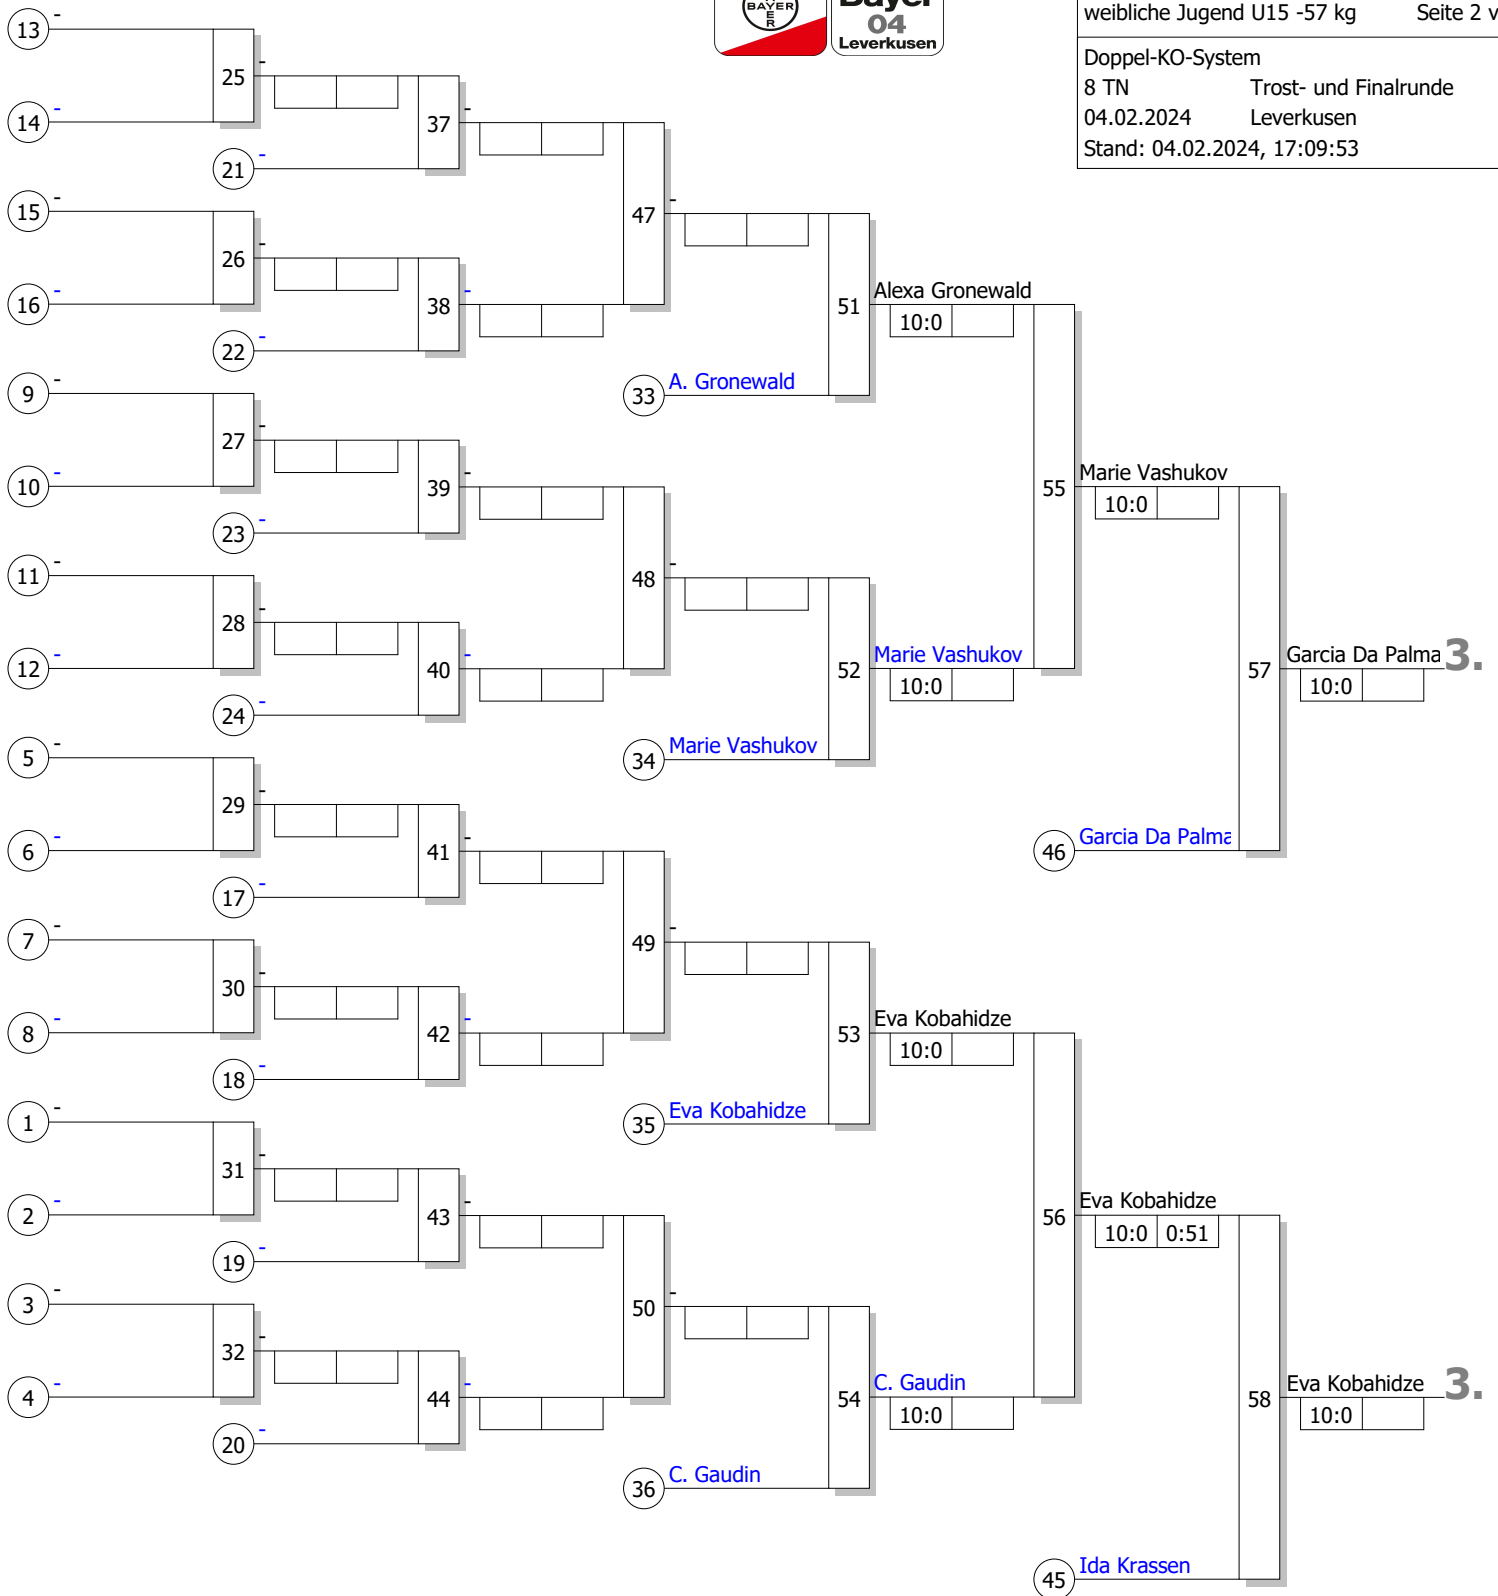 BAYER
E
R
Bayer
04
Leverkusen
weibliche Jugend U15 -57 kg Seite 2 v
Doppel-KO-System
8 TN Trost- und Finalrunde
04.02.2024 Leverkusen
Stand: 04.02.2024, 17:09:53
13 -
25 -
14 -
37 -
21 -
15 -
47 -
26 -
16 -
38 -
22 -
51 Alexa Gronewald
10:0
33 A. Gronewald
9 -
27 -
10 -
39 -
23 -
55 Marie Vashukov
10:0
11 -
48 -
28 -
12 -
40 -
24 -
52 Marie Vashukov
10:0
34 Marie Vashukov
57 Garcia Da Palma 3.
10:0
46 Garcia Da Palma
5 -
29 -
6 -
41 -
17 -
7 -
49 -
30 -
8 -
42 -
18 -
53 Eva Kobahidze
10:0
35 Eva Kobahidze
1 -
31 -
2 -
43 -
19 -
56 Eva Kobahidze
10:0 0:51
3 -
50 -
32 -
4 -
44 -
20 -
54 C. Gaudin
10:0
36 C. Gaudin
58 Eva Kobahidze 3.
10:0
45 Ida Krassen